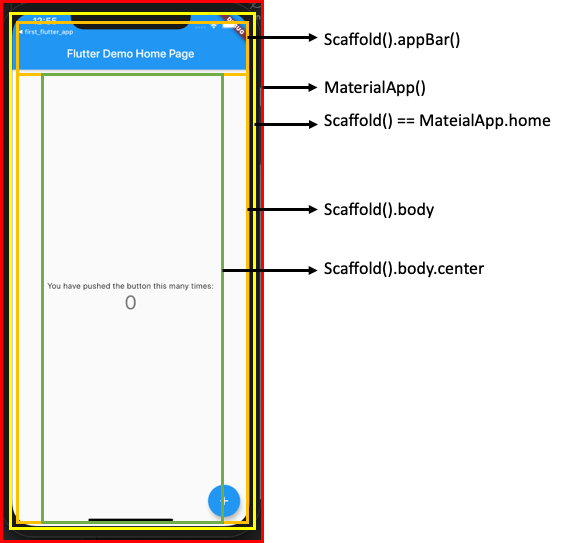 12:55
first_flutter_app
Flutter Demo Home Page
You have pushed the button this many times:
0
+
Scaffold().appBar()
MaterialApp()
Scaffold() == MateialApp.home
Scaffold().body
Scaffold().body.center